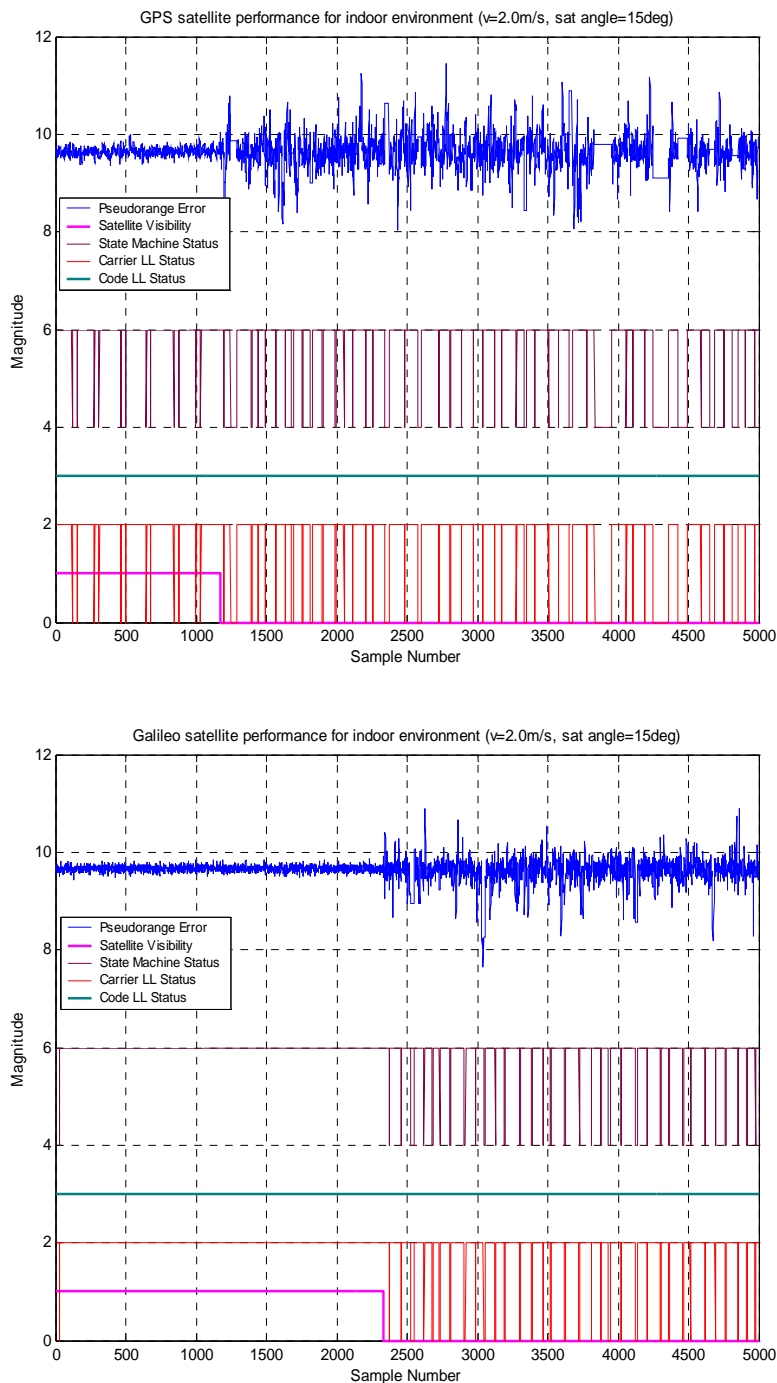 GPS satellite performance for indoor environment (v=2.0m/s, sat angle=15deg)
12
10
8
6
4
2
0
Magnitude
Pseudorange Error
Satellite Visibility
State Machine Status
Carrier LL Status
Code LL Status
0 500 1000 1500 2000 2500 3000 3500 4000 4500 5000
Sample Number
Galileo satellite performance for indoor environment (v=2.0m/s, sat angle=15deg)
12
10
8
6
4
2
0
Magnitude
Pseudorange Error
Satellite Visibility
State Machine Status
Carrier LL Status
Code LL Status
0 500 1000 1500 2000 2500 3000 3500 4000 4500 5000
Sample Number